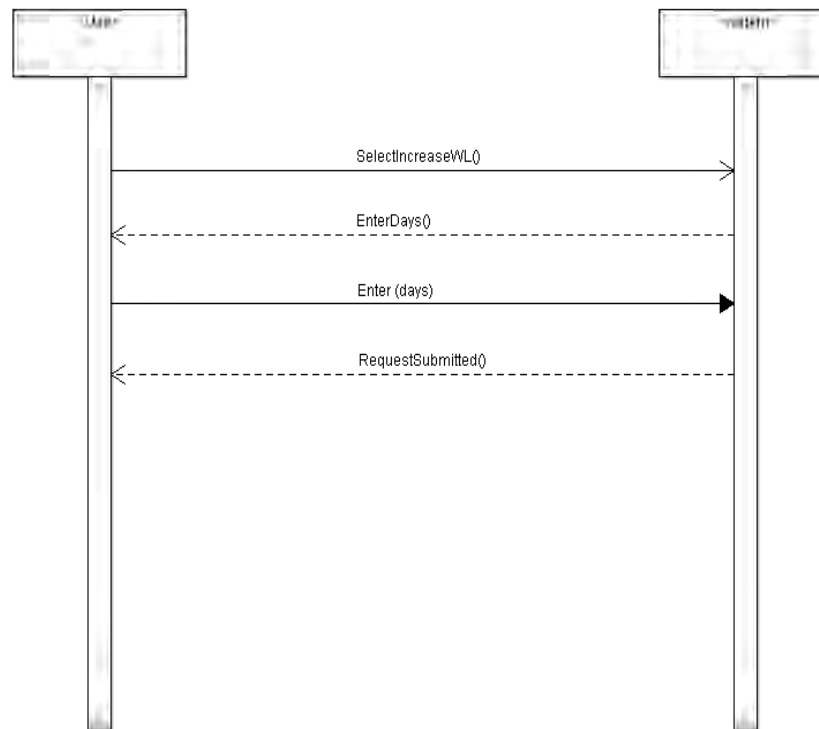 SelectIncreaseWL()
EnterDays()
Enter (days)
RequestSubmitted()